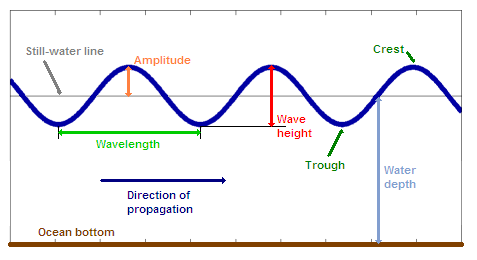 Crest
Still-water line
Amplitude
Wave
height
Wavelength
Trough
Water
depth
Direction of
propagation
Ocean bottom